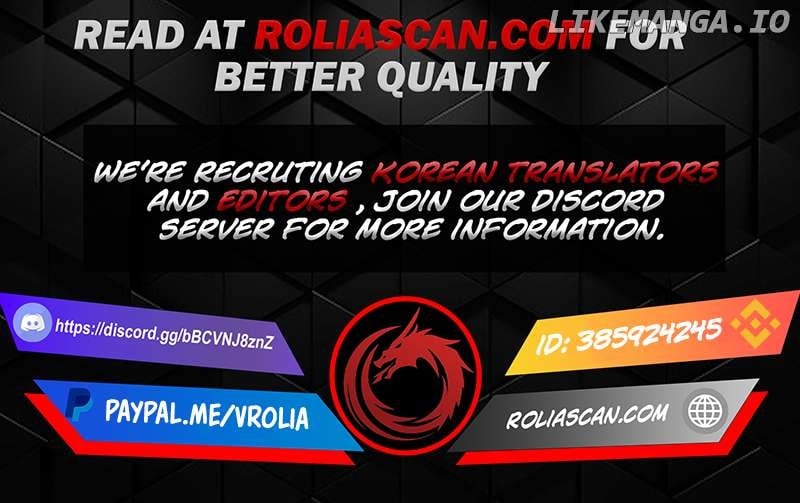 LIKEMANGA.IO
READ AT ROLIASCAN.COM FOR
BETTER QUALITY
WE'RE RECRUTING KOREAN TRANSLATORS
AND EDITORS , JOIN OUR DISCORD
SERVER FOR MORE INFORMATION.
https://discord.gg/bBCVNJ8znZ
ID: 385924245
PAYPAL.ME/VROLIA
ROLIASCAN.COM